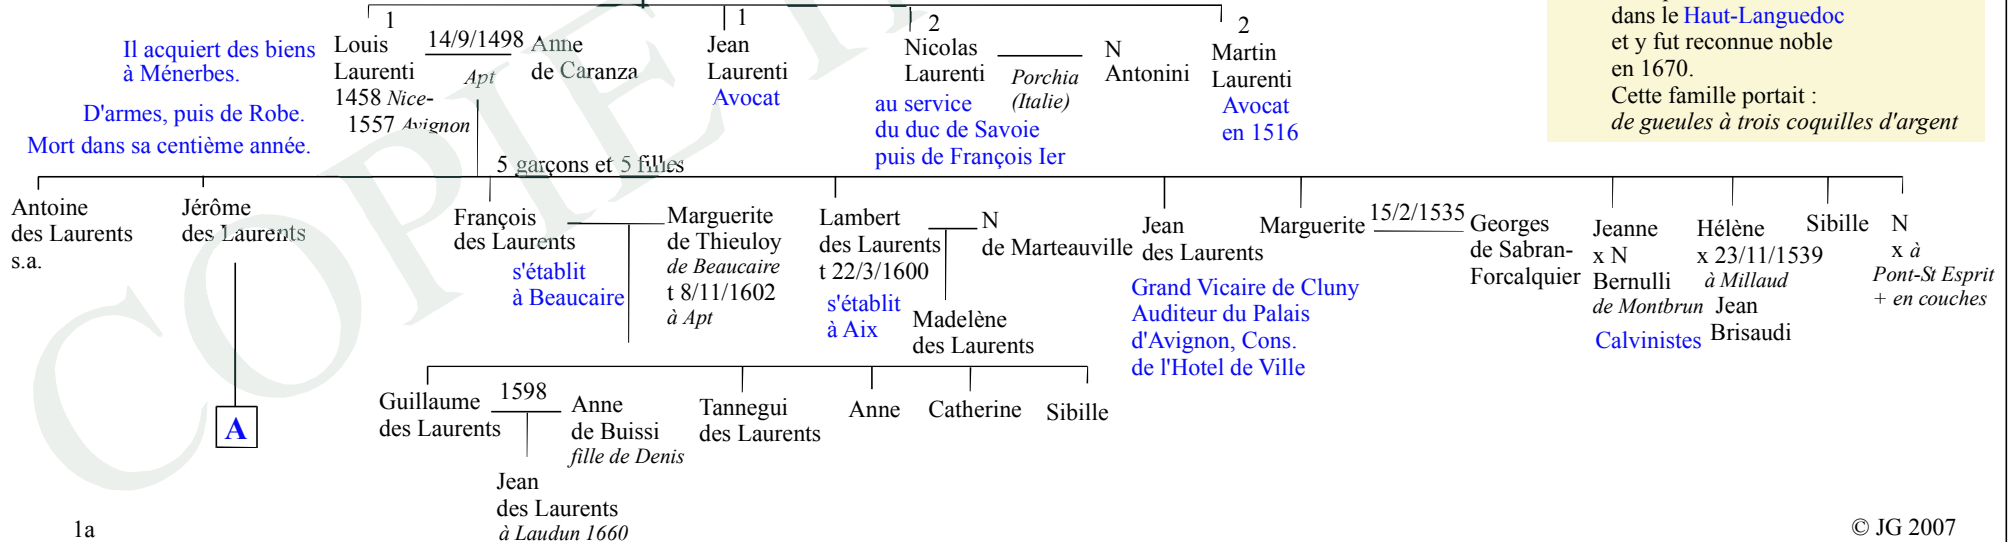 dans le Haut-Languedoc
et y fut reconnue noble
en 1670.
Cette famille portait :
de gueules à trois coquilles d'argent
1
1
2
2
Il acquiert des biens
à Ménerbes.
D'armes, puis de Robe.
Mort dans sa centième année.
Louis
Laurenti
1458 Nice-
1557 Avignon
14/9/1498
Apt
Anne
de Caranza
Jean
Laurenti
Avocat
Nicolas
Laurenti
au service
du duc de Savoie
puis de François Ier
Porchia
(Italie)
N
Antonini
Martin
Laurenti
Avocat
en 1516
5 garçons et 5 filles
Antoine
des Laurents
s.a.
Jérôme
des Laurents
A
François
des Laurents
s'établit
à Beaucaire
Marguerite
de Thieuloy
de Beaucaire
t 8/11/1602
à Apt
Lambert
des Laurents
t 22/3/1600
s'établit
à Aix
N
de Marteauville
Madelène
des Laurents
Jean
des Laurents
Grand Vicaire de Cluny
Auditeur du Palais
d'Avignon, Cons.
de l'Hotel de Ville
Marguerite
15/2/1535
Georges
de Sabran-
Forcalquier
Jeanne
x N
Bernulli
de Montbrun
Calvinistes
Hélène
x 23/11/1539
à Millaud
Jean
Brisaudi
Sibille
N
x à
Pont-St Esprit
+ en couches
Guillaume
des Laurents
1598
Anne
de Buissi
fille de Denis
Tannegui
des Laurents
Anne
Catherine
Sibille
Jean
des Laurents
à Laudun 1660
1a
© JG 2007